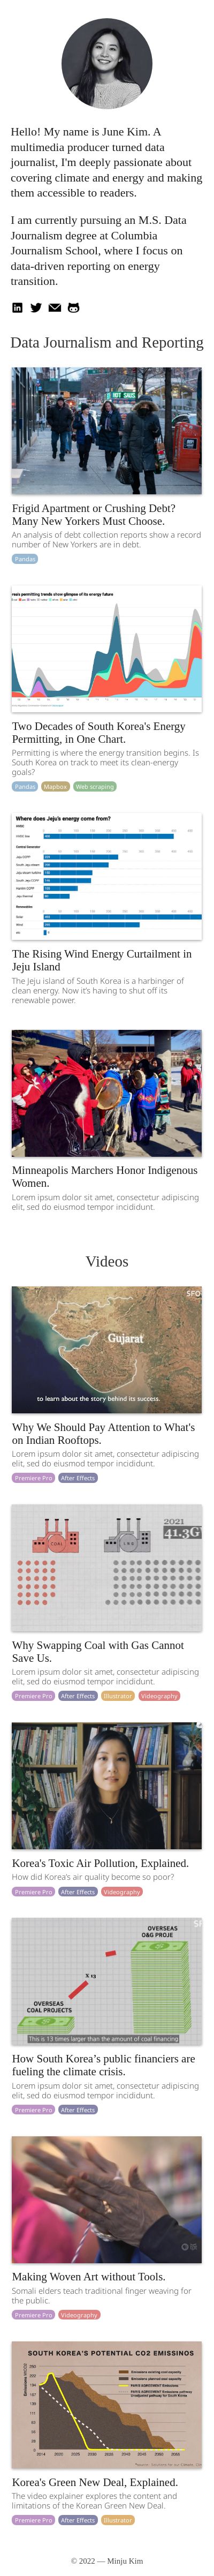 Hello! My name is June Kim. A
multimedia producer turned data
journalist, I'm deeply passionate about
covering climate and energy and making
them accessible to readers.
I am currently pursuing an M.S. Data
Journalism degree at Columbia
Journalism School, where I focus on
data-driven reporting on energy
transition.
Data Journalism and Reporting
HOT SALDS
Frigid Apartment or Crushing Debt?
Many New Yorkers Must Choose.
An analysis of debt collection reports show a record
number of New Yorkers are in debt.
Pandas
Two Decades of South Korea's Energy
Permitting, in One Chart.
Permitting is where the energy transition begins. Is
South Korea on track to meet its clean-energy
goals?
Pandas Mapbox Web scraping
Where does Jeju's energy come from?
The Rising Wind Energy Curtailment in
Jeju Island
The Jeju island of South Korea is a harbinger of
clean energy. Now it's having to shut off its
renewable power.
Minneapolis Marchers Honor Indigenous
Women.
Lorem ipsum dolor sit amet, consectetur adipiscing
elit, sed do eiusmod tempor incididunt.
Videos
SFO
Gujarat
to learn about the story behind its success.
Why We Should Pay Attention to What's
on Indian Rooftops.
Lorem ipsum dolor sit amet, consectetur adipiscing
elit, sed do eiusmod tempor incididunt.
Premiere Pro After Effects
2021
41.3G
COAL
LNG
Why Swapping Coal with Gas Cannot
Save Us.
Lorem ipsum dolor sit amet, consectetur adipiscing
elit, sed do eiusmod tempor incididunt.
Premiere Pro After Effects Illustrator Videography
Korea's Toxic Air Pollution, Explained.
How did Korea's air quality become so poor?
Premiere Pro After Effects Videography
OVERSEAS
O&G PROJE
X 13
OVERSEAS
COAL PROJECTS
This is 13 times larger than the amount of coal financing
How South Korea’s public financiers are
fueling the climate crisis.
Lorem ipsum dolor sit amet, consectetur adipiscing
elit, sed do eiusmod tempor incididunt.
Premiere Pro After Effects
Making Woven Art without Tools.
Somali elders teach traditional finger weaving for
the public.
Premiere Pro Videography
SOUTH KOREA'S POTENTIAL CO2 EMISSINOS
Korea's Green New Deal, Explained.
The video explainer explores the content and
limitations of the Korean Green New Deal.
Premiere Pro After Effects Illustrator
© 2022 — Minju Kim